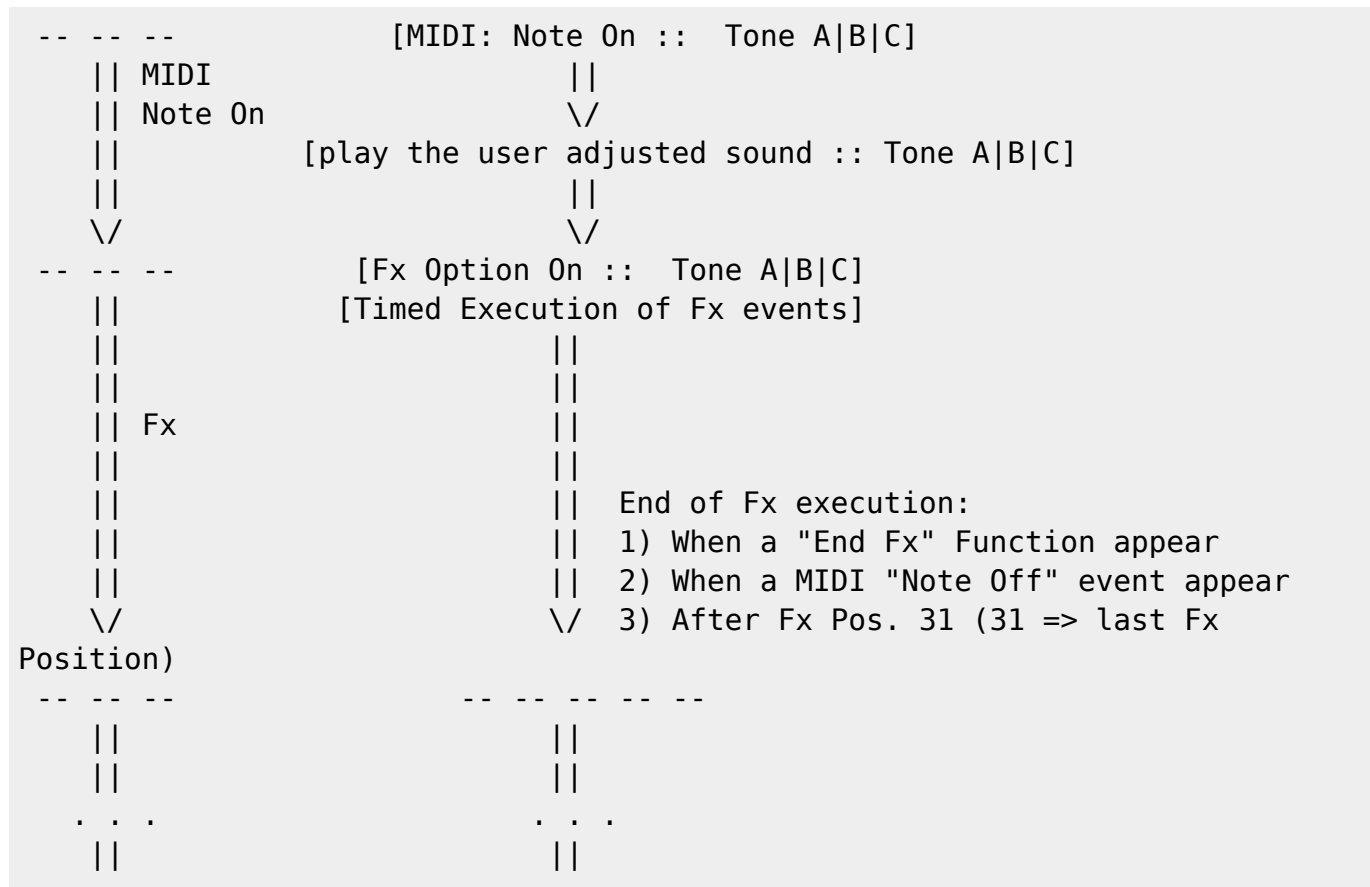 -- -- --            [MIDI: Note On ::  Tone A|B|C]
    || MIDI                    ||
    || Note On                 \/
    ||          [play the user adjusted sound :: Tone A|B|C]
    ||                         ||
    \/                         \/
 -- -- --          [Fx Option On ::  Tone A|B|C]
    ||            [Timed Execution of Fx events]
    ||                        ||
    ||                        ||
    || Fx                     ||
    ||                        ||
    ||                        ||  End of Fx execution:
    ||                        ||  1) When a "End Fx" Function appear
    ||                        ||  2) When a MIDI "Note Off" event appear
    \/                        \/  3) After Fx Pos. 31 (31 => last Fx
Position)
 -- -- --                -- -- -- -- --
    ||                        ||
    ||                        ||
   . . .                     . . .
    ||                        ||